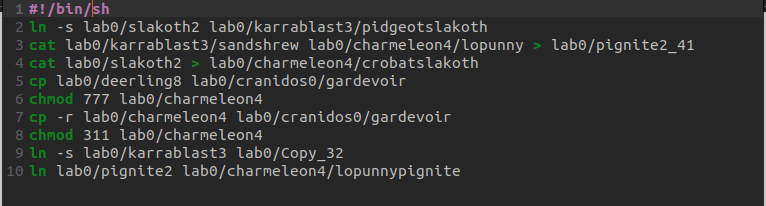 1 #!/bin/sh
2 ln -s lab0/slakoth2 lab0/karrablast3/pidgeotslakoth
3 cat lab0/karrablast3/sandshrew lab0/charmeleon4/lopunny > lab0/pignite2_41
4 cat lab0/slakoth2 > lab0/charmeleon4/crobatslakoth
5 cp lab0/deerling8 lab0/cranidos0/gardevoir
6 chmod 777 lab0/charmeleon4
7 cp -r lab0/charmeleon4 lab0/cranidos0/gardevoir
8 chmod 311 lab0/charmeleon4
9 ln -s lab0/karrablast3 lab0/Copy_32
10 ln lab0/pignite2 lab0/charmeleon4/lopunnypignite